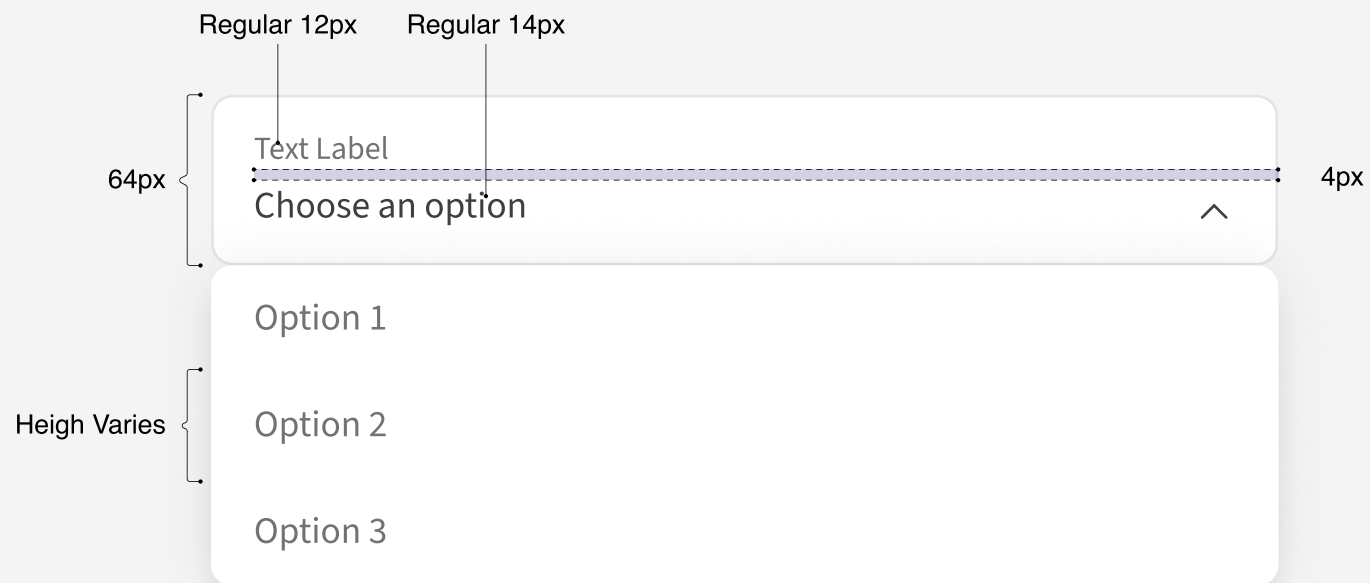 Regular 12px
Regular 14px
Text Label
64px
4px
Choose an option
Option 1
Heigh Varies
Option 2
Option 3